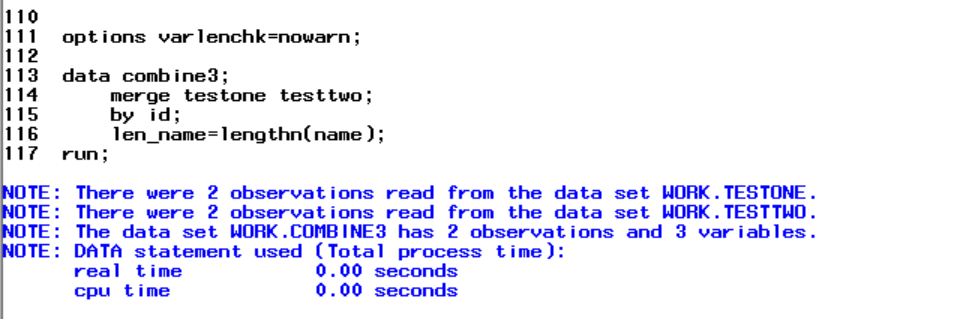 110
111  options varlenchk=nowarn;
112
113  data combine3;
114      merge testone testtwo;
115      by id;
116      len_name=lengthn(name);
117  run;
NOTE: There were 2 observations read from the data set WORK.TESTONE.
NOTE: There were 2 observations read from the data set WORK.TESTTWO.
NOTE: The data set WORK.COMBINE3 has 2 observations and 3 variables.
NOTE: DATA statement used (Total process time):
      real time           0.00 seconds
      cpu time            0.00 seconds